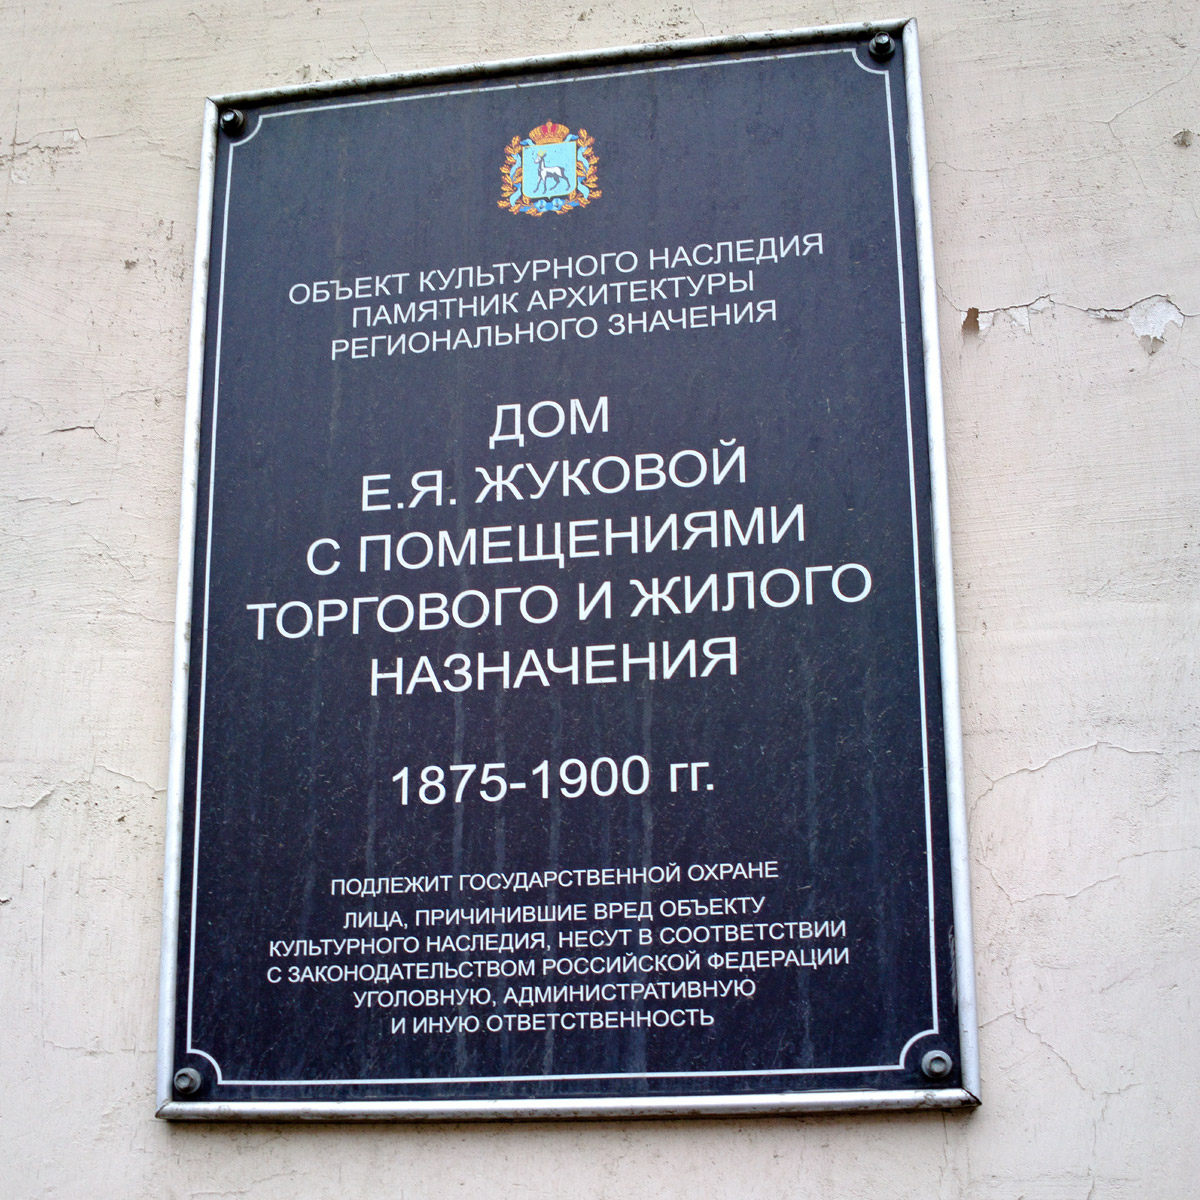 ОБЪЕКТ КУЛЬТУРНОГО НАСЛЕДИЯ
ПАМЯТНИК АРХИТЕКТУРЫ
РЕГИОНАЛЬНОГО ЗНАЧЕНИЯ
ДОМ
Е.Я. ЖУКОВОЙ
С ПОМЕЩЕНИЯМИ
ТОРГОВОГО И ЖИЛОГО
НАЗНАЧЕНИЯ
1875-1900 гг.
ПОДЛЕЖИТ ГОСУДАРСТВЕННОЙ ОХРАНЕ
ЛИЦА, ПРИЧИНИВШИЕ ВРЕД ОБЪЕКТУ
КУЛЬТУРНОГО НАСЛЕДИЯ, НЕСУТ В СООТВЕТСТВИИ
С ЗАКОНОДАТЕЛЬСТВОМ РОССИЙСКОЙ ФЕДЕРАЦИИ
УГОЛОВНУЮ, АДМИНИСТРАТИВНУЮ
И ИНУЮ ОТВЕТСТВЕННОСТЬ